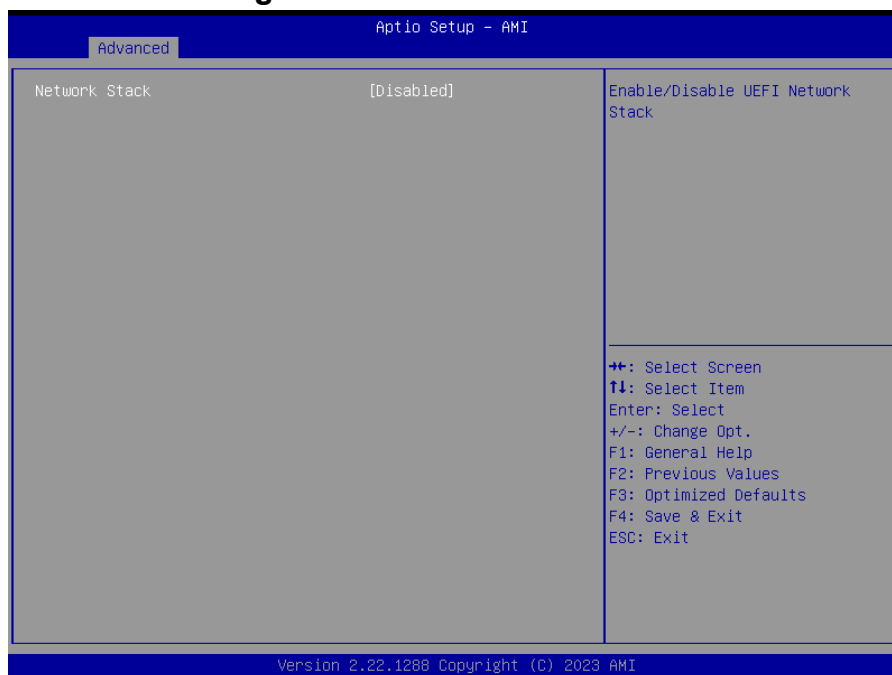 Aptio Setup – AMI
Advanced
Network Stack [Disabled]
Enable/Disable UEFI Network
Stack
→←: Select Screen
↑↓: Select Item
Enter: Select
+/-: Change Opt.
F1: General Help
F2: Previous Values
F3: Optimized Defaults
F4: Save & Exit
ESC: Exit
Version 2.22.1288 Copyright (C) 2023 AMI